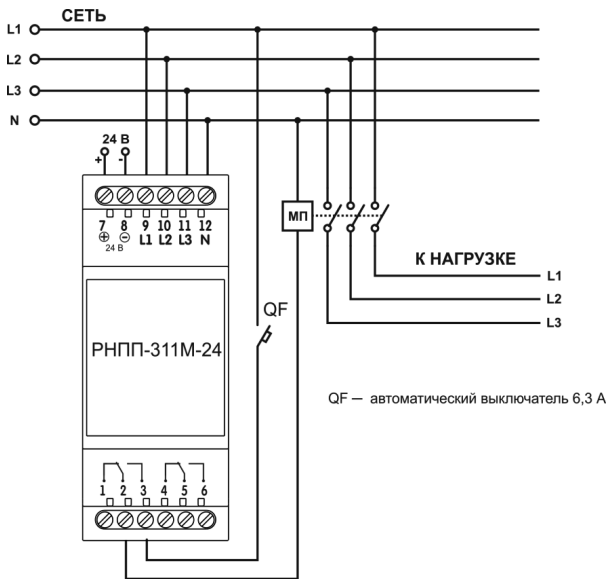 СЕТЬ
L1
L2
L3
N
24 В
+ -
7 8 9 10 11 12
⊕ ⊖ L1 L2 L3 N
24 В
МП
К НАГРУЗКЕ
L1
L2
L3
QF
РНПП-311М-24
QF — автоматический выключатель 6,3 А
1 2 3 4 5 6